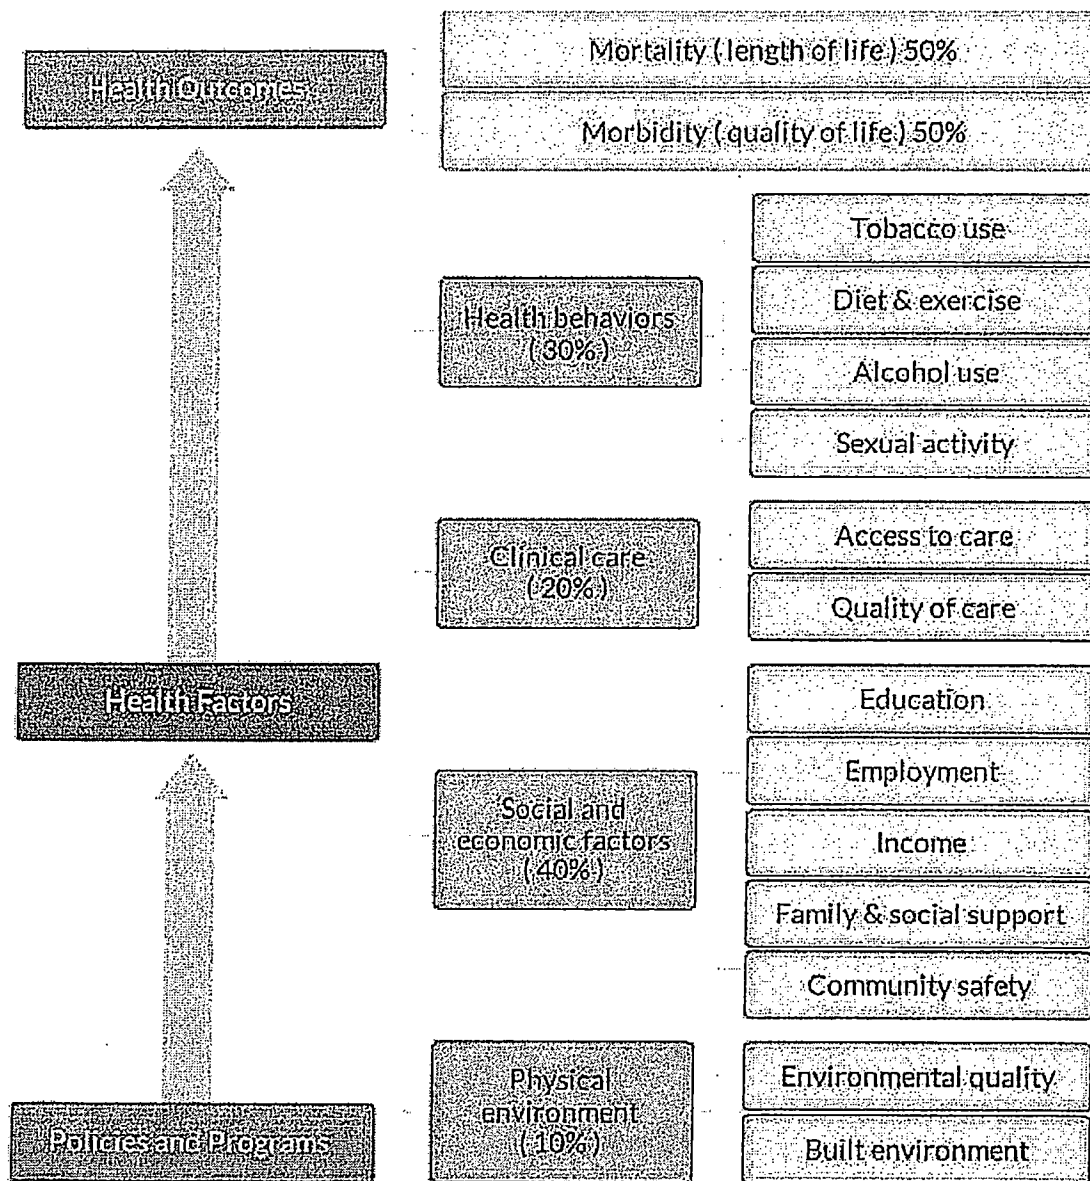 Health Outcomes
Mortality (length of life) 50%
Morbidity (quality of life) 50%
Health behaviors
(30%)
Tobacco use
Diet & exercise
Alcohol use
Sexual activity
Clinical care
(20%)
Access to care
Quality of care
Health Factors
Social and
economic factors
(40%)
Education
Employment
Income
Family & social support
Community safety
Policies and Programs
Physical
environment
(10%)
Environmental quality
Built environment